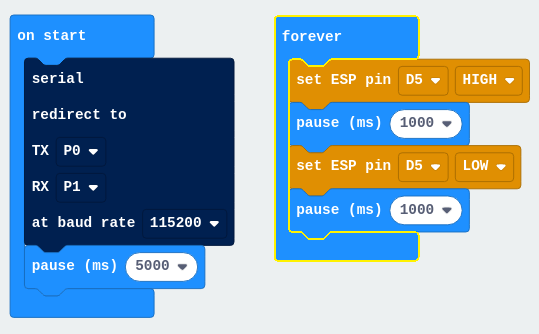 on start
serial
redirect to
TX P0
RX P1
at baud rate 115200
pause (ms) 5000
forever
set ESP pin D5 HIGH
pause (ms) 1000
set ESP pin D5 LOW
pause (ms) 1000